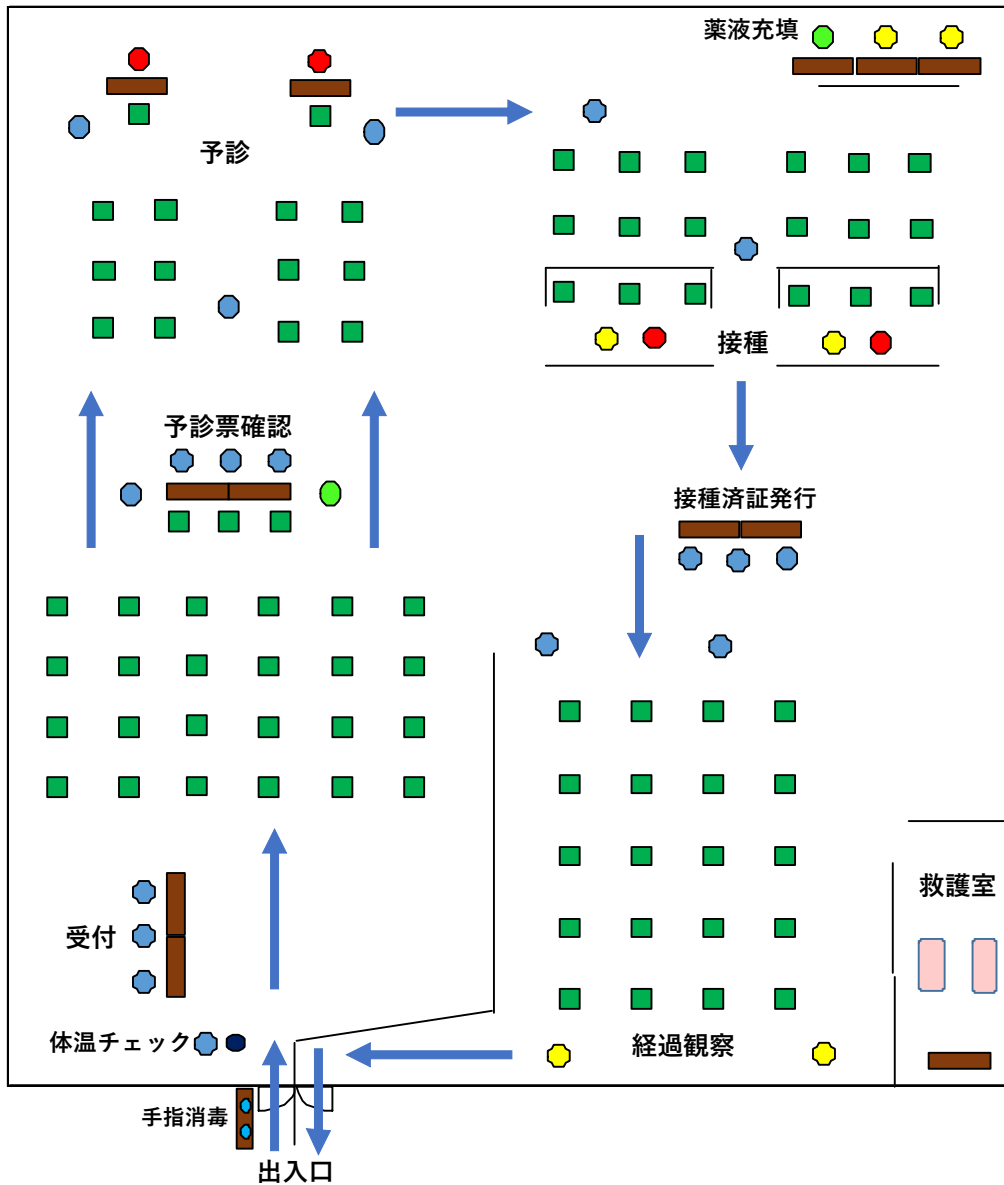 薬液充填
予診
接種
予診票確認
接種済証発行
救護室
受付
体温チェック
経過観察
手指消毒
出入口